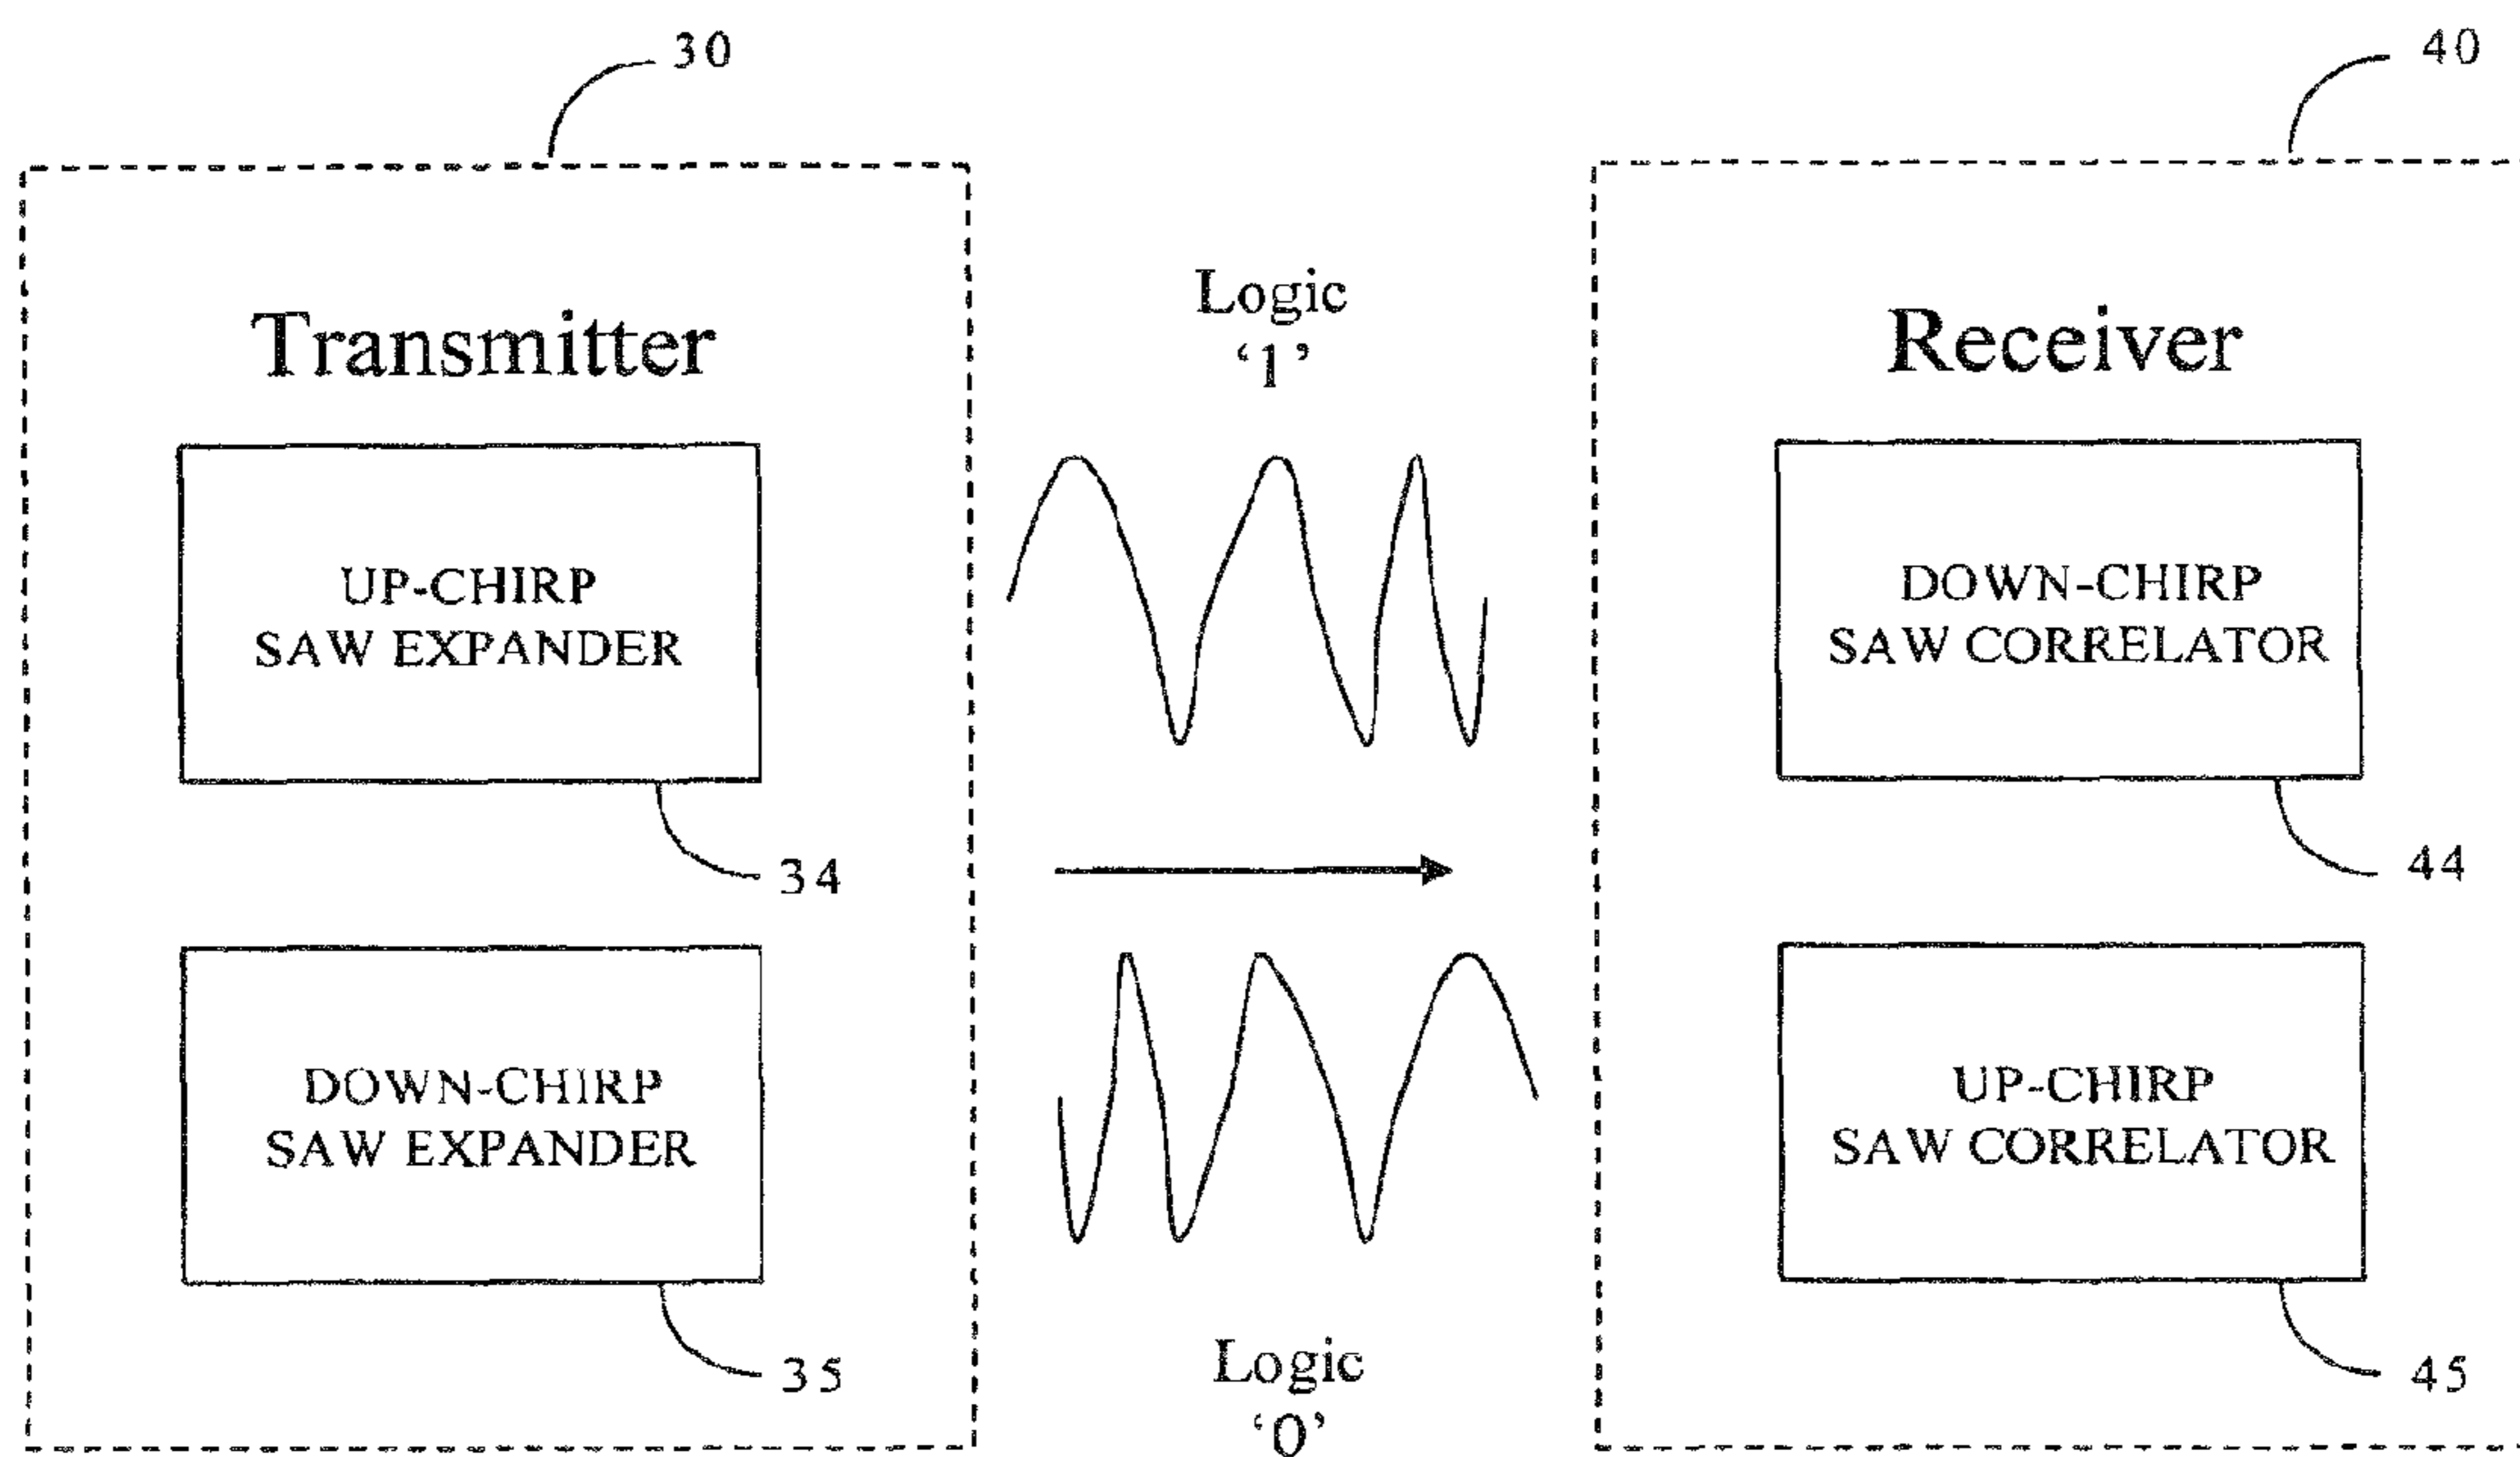 30
40
Transmitter
Logic
‘1’
Receiver
UP-CHIRP
SAW EXPANDER
34
DOWN-CHIRP
SAW CORRELATOR
44
DOWN-CHIRP
SAW EXPANDER
35
UP-CHIRP
SAW CORRELATOR
45
Logic
‘0’